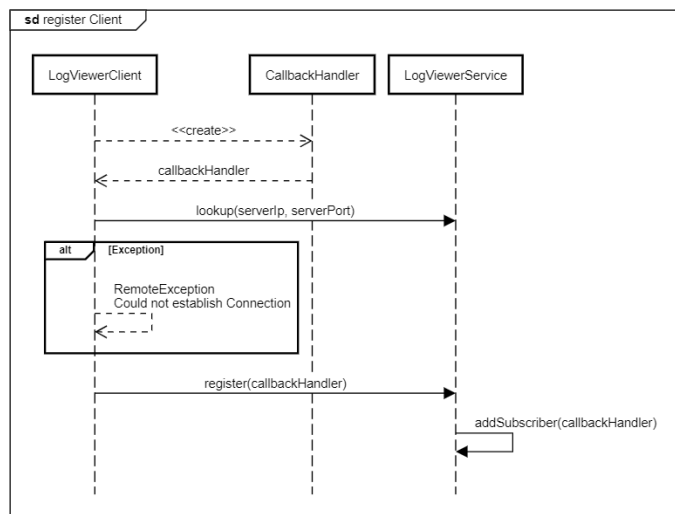 sd register Client
LogViewerClient
CallbackHandler
LogViewerService
<<create>>
callbackHandler
lookup(serverIp, serverPort)
alt
[Exception]
RemoteException
Could not establish Connection
register(callbackHandler)
addSubscriber(callbackHandler)